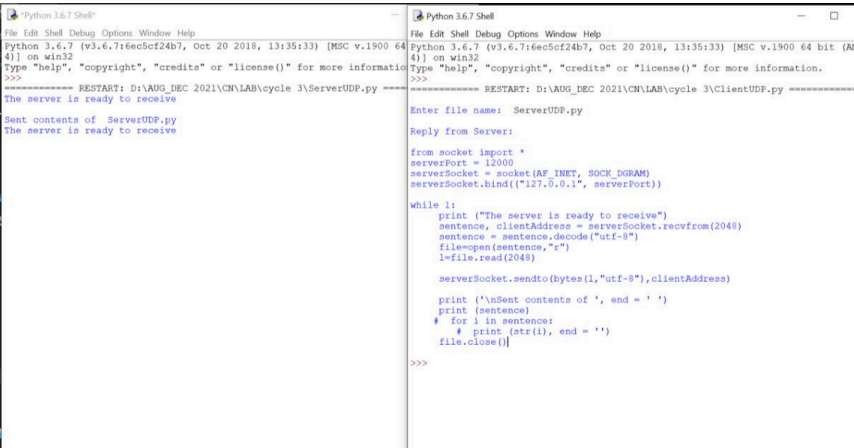 *Python 3.6.7 Shell*
File Edit Shell Debug Options Window Help
Python 3.6.7 (v3.6.7:6ec5cf24b7, Oct 20 2018, 13:35:33) [MSC v.1900 64
4)] on win32
Type "help", "copyright", "credits" or "license()" for more informatio
>>>
============ RESTART: D:\AUG_DEC 2021\CN\LAB\cycle 3\ServerUDP.py ====
The server is ready to receive
Sent contents of  ServerUDP.py
The server is ready to receive
Python 3.6.7 Shell
File Edit Shell Debug Options Window Help
Python 3.6.7 (v3.6.7:6ec5cf24b7, Oct 20 2018, 13:35:33) [MSC v.1900 64 bit (AM
4)] on win32
Type "help", "copyright", "credits" or "license()" for more information.
>>>
============ RESTART: D:\AUG_DEC 2021\CN\LAB\cycle 3\ClientUDP.py ===========
Enter file name:  ServerUDP.py
Reply from Server:
from socket import *
serverPort = 12000
serverSocket = socket(AF_INET, SOCK_DGRAM)
serverSocket.bind(("127.0.0.1", serverPort))
while 1:
print ("The server is ready to receive")
sentence, clientAddress = serverSocket.recvfrom(2048)
sentence = sentence.decode("utf-8")
file=open(sentence,"r")
l=file.read(2048)
serverSocket.sendto(bytes(l,"utf-8"),clientAddress)
print ('\nSent contents of ', end = ' ')
print (sentence)
#  for i in sentence:
#  print (str(i), end = '')
file.close()
>>>